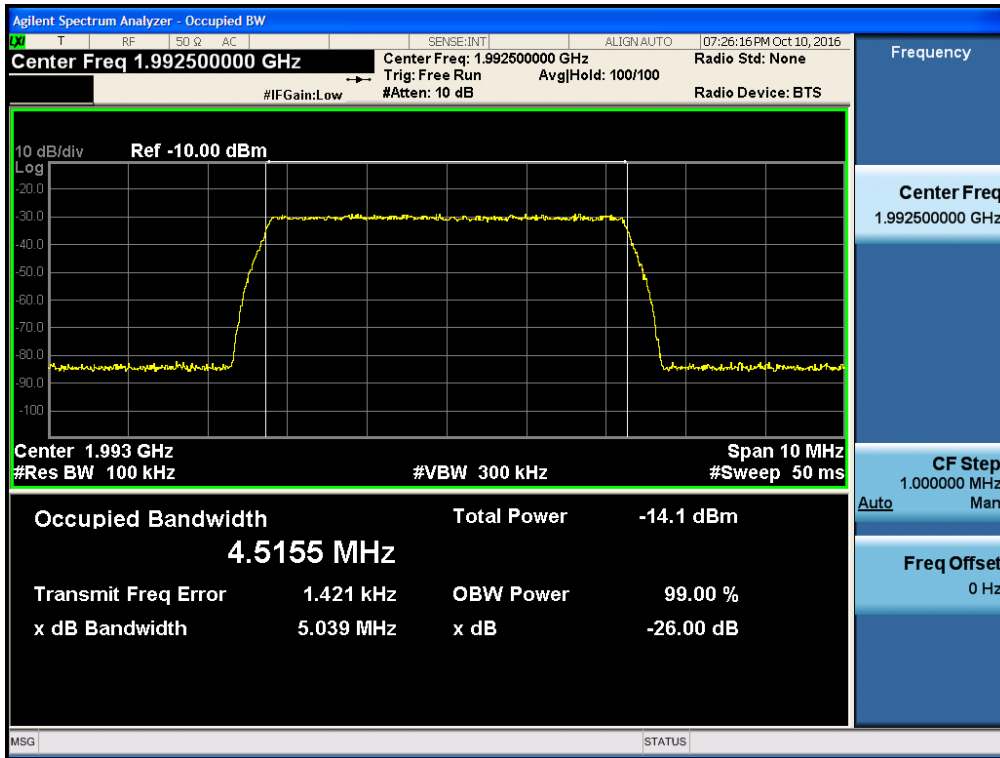 Agilent Spectrum Analyzer - Occupied BW
LXI T RF 50 Ω AC SENSE:INT ALIGN AUTO 07:26:16 PM Oct 10, 2016
Center Freq 1.992500000 GHz
Center Freq: 1.992500000 GHz
Radio Std: None
Trig: Free Run Avg|Hold: 100/100
#IFGain:Low
#Atten: 10 dB
Radio Device: BTS
10 dB/div Ref -10.00 dBm
Log
-20.0
-30.0
-40.0
-50.0
-60.0
-70.0
-80.0
-90.0
-100
Center 1.993 GHz Span 10 MHz
#Res BW 100 kHz #VBW 300 kHz #Sweep 50 ms
Occupied Bandwidth Total Power -14.1 dBm
4.5155 MHz
Transmit Freq Error 1.421 kHz OBW Power 99.00 %
x dB Bandwidth 5.039 MHz x dB -26.00 dB
MSG STATUS
Frequency
Center Freq
1.992500000 GHz
CF Step
1.000000 MHz
Auto Man
Freq Offset
0 Hz